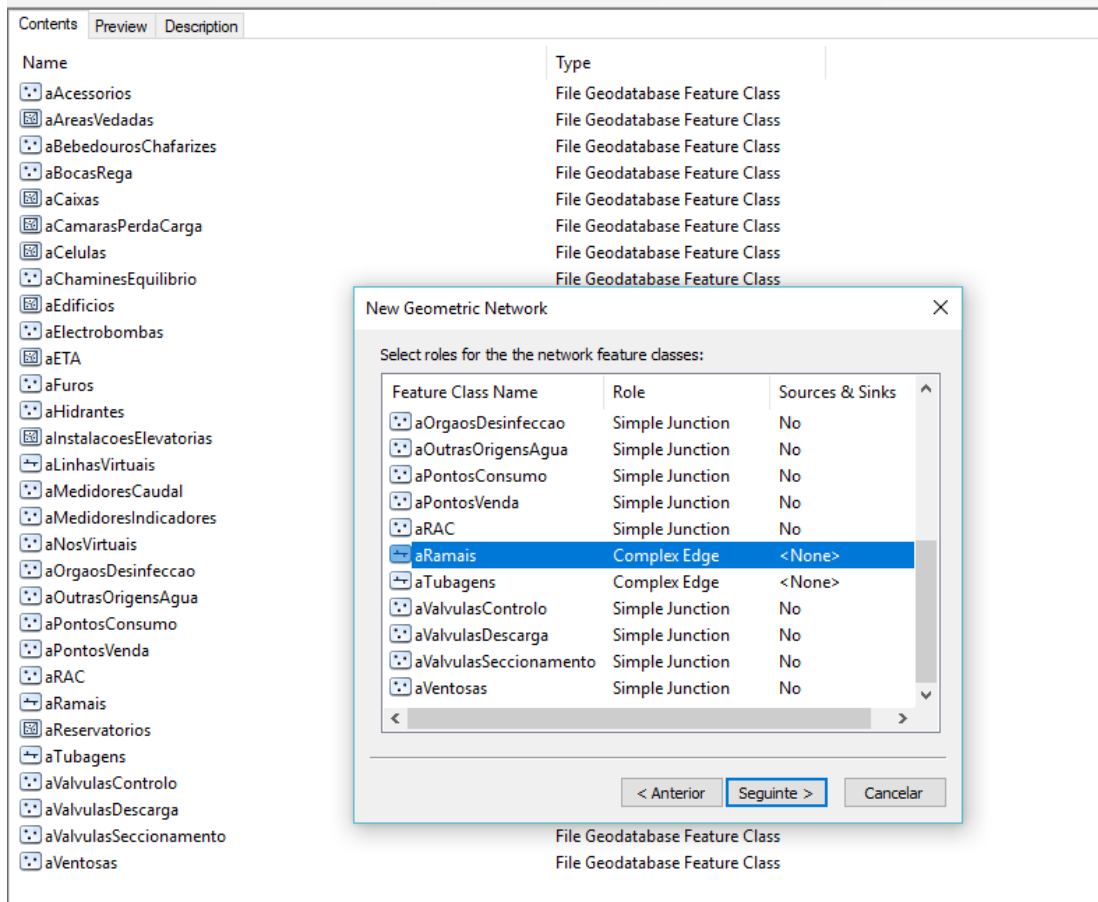 Contents Preview Description
Name Type
aAcessorios File Geodatabase Feature Class
aAreasVedadas File Geodatabase Feature Class
aBebedourosChafarizes File Geodatabase Feature Class
aBocasRega File Geodatabase Feature Class
aCaixas File Geodatabase Feature Class
aCamarasPerdaCarga File Geodatabase Feature Class
aCelulas File Geodatabase Feature Class
aChaminesEquilibrio File Geodatabase Feature Class
aEdificios
aElectrobombas
aETA
aFuros
aHidrantes
aInstalacoesElevatorias
aLinhasVirtuais
aMedidoresCaudal
aMedidoresIndicadores
aNosVirtuais
aOrgaosDesinfeccao
aOutrasOrigensAgua
aPontosConsumo
aPontosVenda
aRAC
aRamais
aReservatorios
aTubagens
aValvulasControlo
aValvulasDescarga
aValvulasSeccionamento File Geodatabase Feature Class
aVentosas File Geodatabase Feature Class
New Geometric Network
Select roles for the the network feature classes:
Feature Class Name Role Sources & Sinks
aOrgaosDesinfeccao Simple Junction No
aOutrasOrigensAgua Simple Junction No
aPontosConsumo Simple Junction No
aPontosVenda Simple Junction No
aRAC Simple Junction No
aRamais Complex Edge <None>
aTubagens Complex Edge <None>
aValvulasControlo Simple Junction No
aValvulasDescarga Simple Junction No
aValvulasSeccionamento Simple Junction No
aVentosas Simple Junction No
< Anterior Seguinte > Cancelar